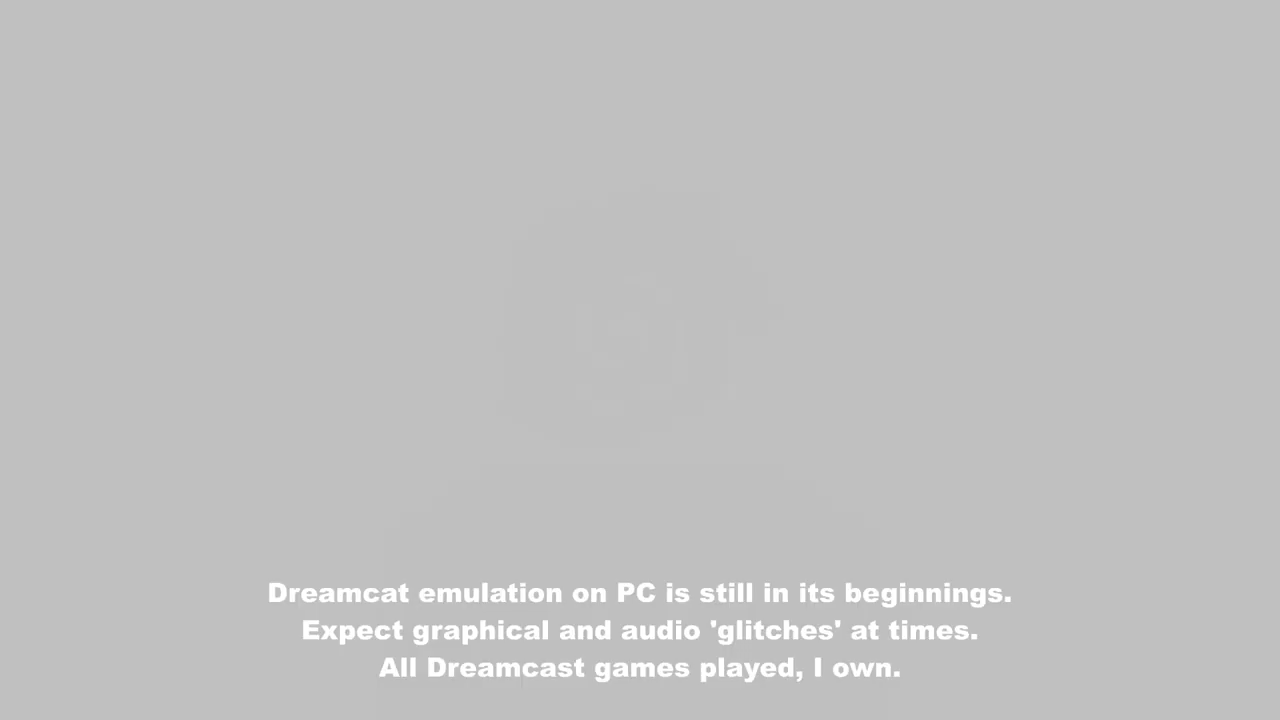 Dreamcat emulation on PC is still in its beginnings.
Expect graphical and audio 'glitches' at times.
All Dreamcast games played, I own.